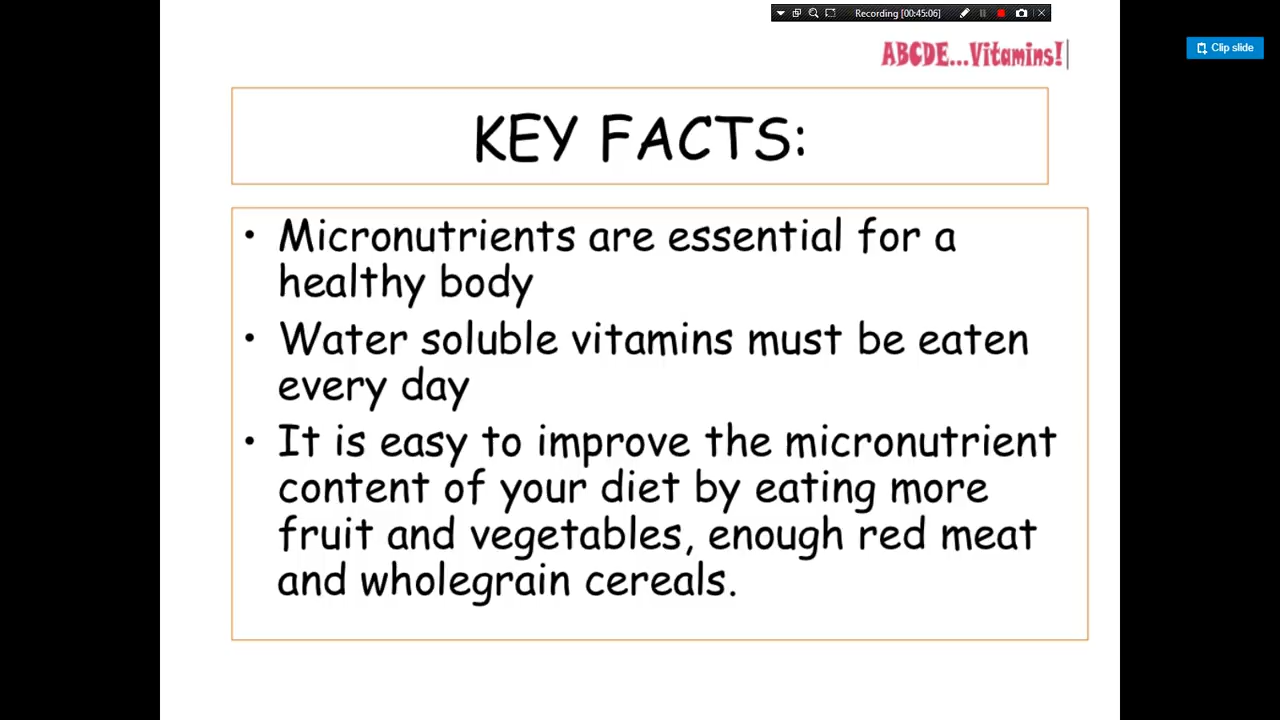 Recording [00:45:06]
ABCDE...Vitamins!
Clip slide
KEY FACTS:
• Micronutrients are essential for a
healthy body
• Water soluble vitamins must be eaten
every day
• It is easy to improve the micronutrient
content of your diet by eating more
fruit and vegetables, enough red meat
and wholegrain cereals.